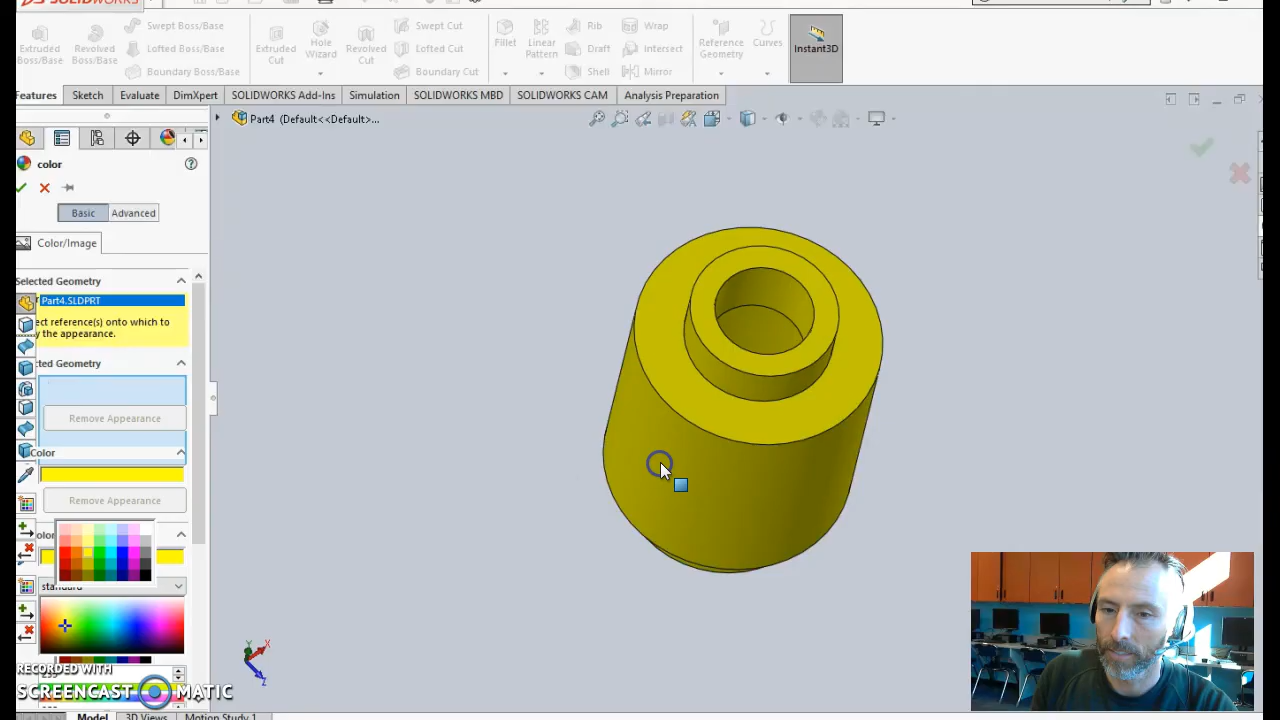 SOLIDWORKS
Extruded Boss/Base
Revolved Boss/Base
Swept Boss/Base
Lofted Boss/Base
Boundary Boss/Base
Extruded Cut
Hole Wizard
Revolved Cut
Swept Cut
Lofted Cut
Boundary Cut
Fillet
Linear Pattern
Rib
Draft
Shell
Wrap
Intersect
Mirror
Reference Geometry
Curves
Instant3D
Features
Sketch
Evaluate
DimXpert
SOLIDWORKS Add-Ins
Simulation
SOLIDWORKS MBD
SOLIDWORKS CAM
Analysis Preparation
Part4 (Default<<Default>...
color
Basic
Advanced
Color/Image
Selected Geometry
Part4.SLDPRT
ect reference(s) onto which to
y the appearance.
ected Geometry
Remove Appearance
Color
Remove Appearance
olor
standard
RECORDED WITH
SCREENCAST MATIC
Model
3D Views
Motion Study 1